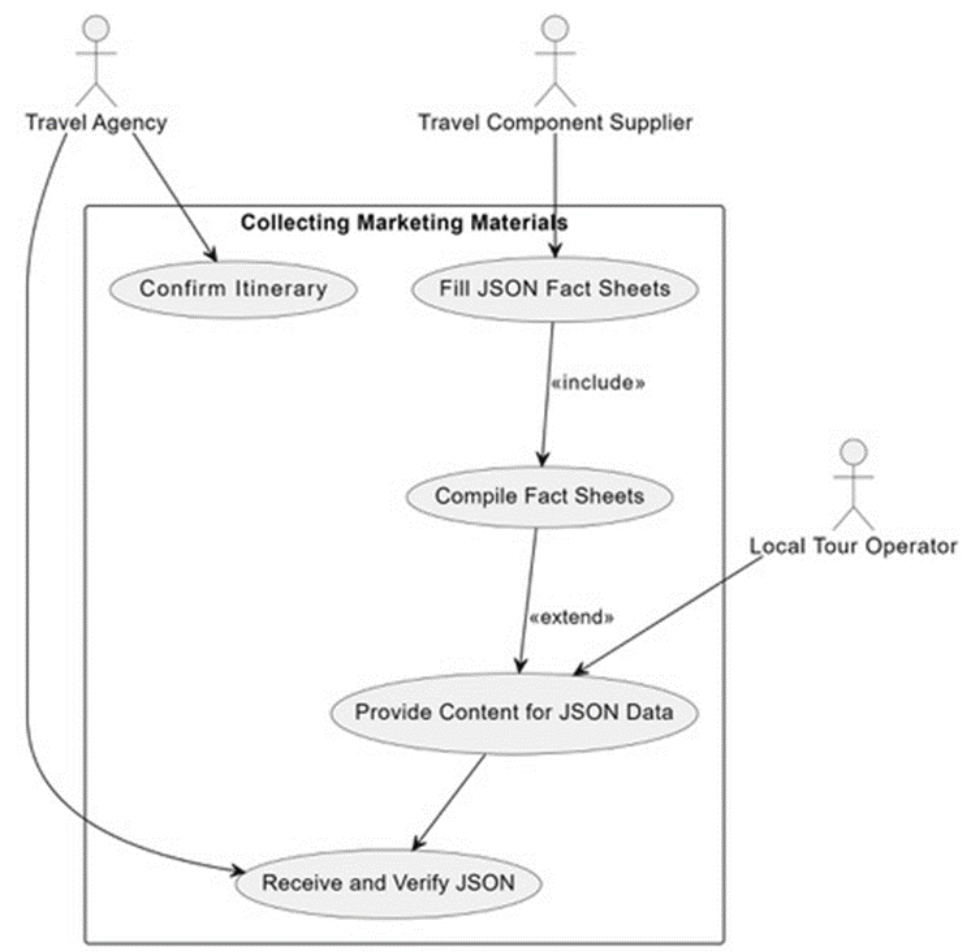 Travel Agency
Travel Component Supplier
Collecting Marketing Materials
Confirm Itinerary
Fill JSON Fact Sheets
«include»
Compile Fact Sheets
Local Tour Operator
«extend»
Provide Content for JSON Data
Receive and Verify JSON